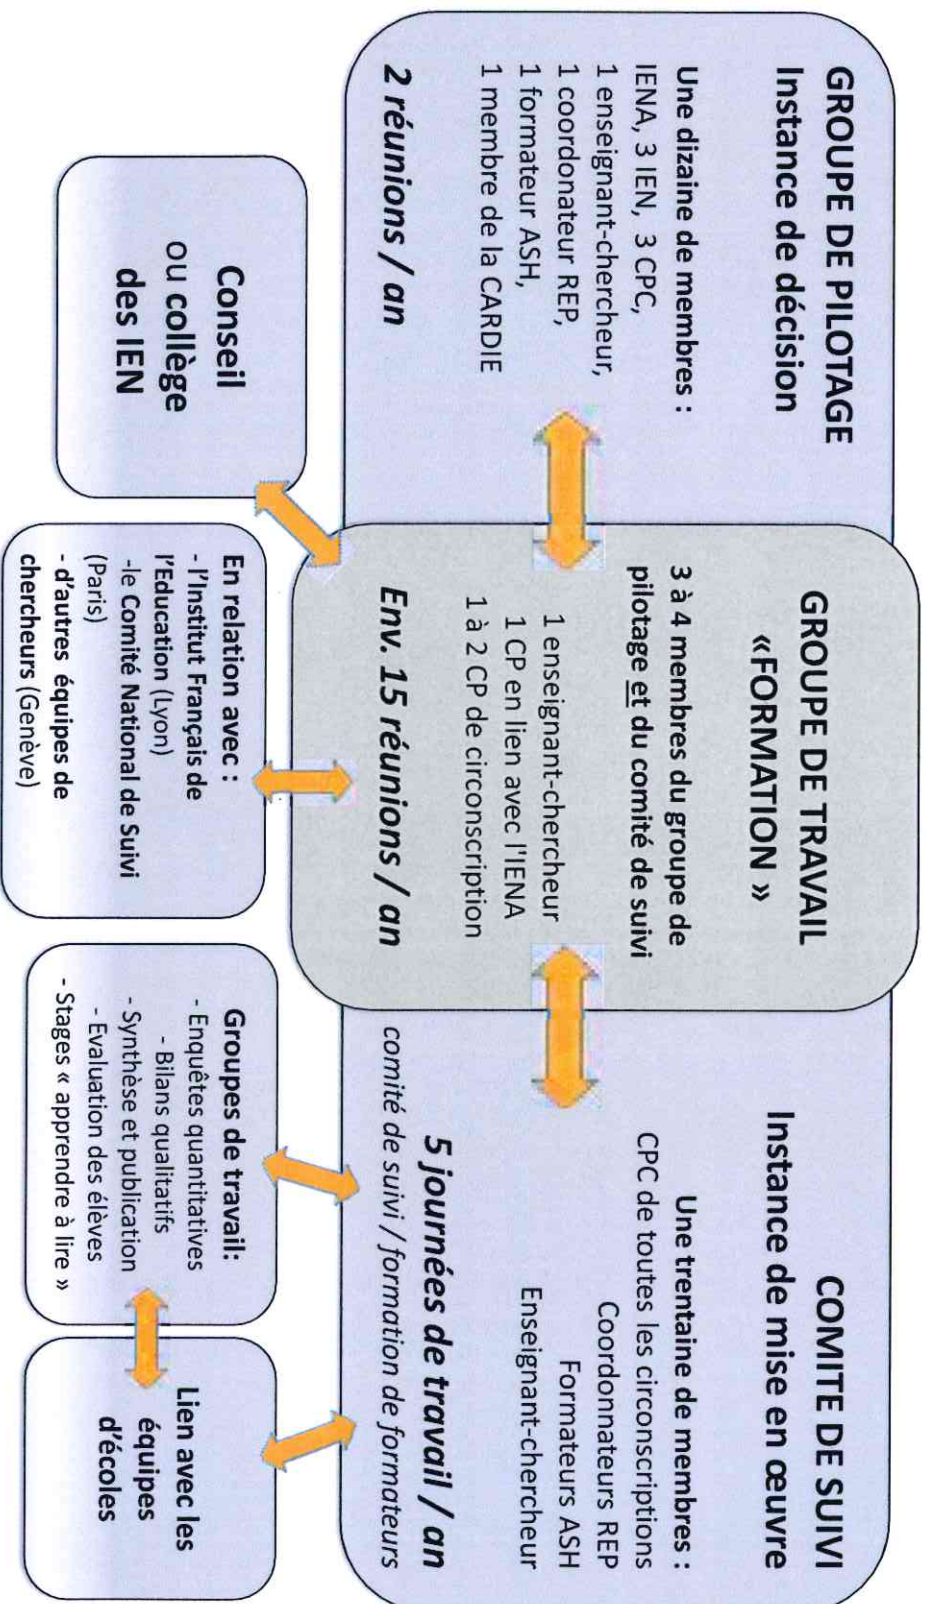 GROUPE DE PILOTAGE
Instance de décision
Une dizaine de membres :
IENA, 3 IEN, 3 CPC,
1 enseignant-chercheur,
1 coordonateur REP,
1 formateur ASH,
1 membre de la CARDIE
2 réunions / an
GROUPE DE TRAVAIL
«FORMATION »
3 à 4 membres du groupe de
pilotage et du comité de suivi
1 enseignant-chercheur
1 CP en lien avec l'IENA
1 à 2 CP de circonscription
Env. 15 réunions / an
COMITE DE SUIVI
Instance de mise en œuvre
Une trentaine de membres :
CPC de toutes les circonscriptions
Coordonnateurs REP
Formateurs ASH
Enseignant-chercheur
5 journées de travail / an
comité de suivi / formation de formateurs
Conseil
ou collège
des IEN
En relation avec :
- l'Institut Français de
l'Education (Lyon)
-le Comité National de Suivi
(Paris)
- d'autres équipes de
chercheurs (Genève)
Groupes de travail:
- Enquêtes quantitatives
- Bilans qualitatifs
- Synthèse et publication
- Evaluation des élèves
- Stages « apprendre à lire »
Lien avec les
équipes
d'écoles